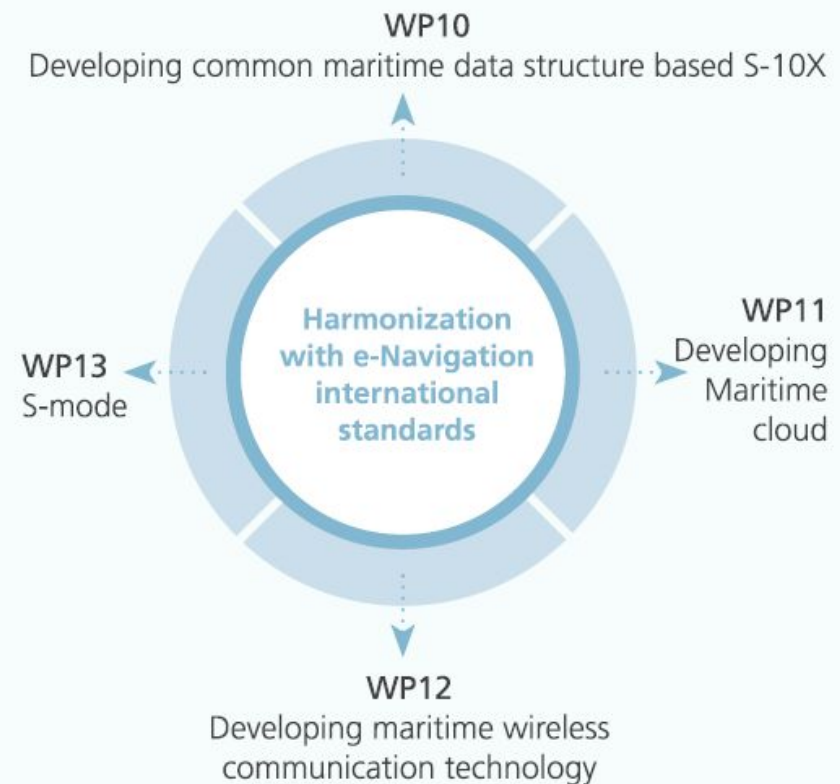 WP10
Developing common maritime data structure based S-10X
Harmonization
with e-Navigation
international
standards
WP11
Developing
Maritime
cloud
WP13
S-mode
WP12
Developing maritime wireless
communication technology